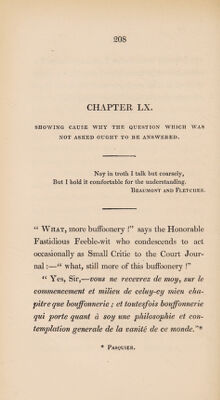 208
CHAPTER LX.
SHOWING CAUSE WHY THE QUESTION WHICH WAS
NOT ASKED OUGHT TO BE ANSWERED.
Nay in troth I talk but coarsely,
But I hold it comfortable for the understanding.
BEAUMONT AND FLETCHER.
“ WHAT, more buffoonery !” says the Honorable
Fastidious Feeble-wit who condescends to act
occasionally as Small Critic to the Court Jour-
nal :—“ what, still more of this buffoonery !”
“ Yes, Sir,—vous ne recevrez de moy, sur le
commencement et milieu de celuy-cy mien cha-
pitre que bouffonnerie ; et toutesfois bouffonnerie
qui porte quant à soy une philosophie et con-
templation generale de la vanité de ce monde.”*
* PASQUIER.